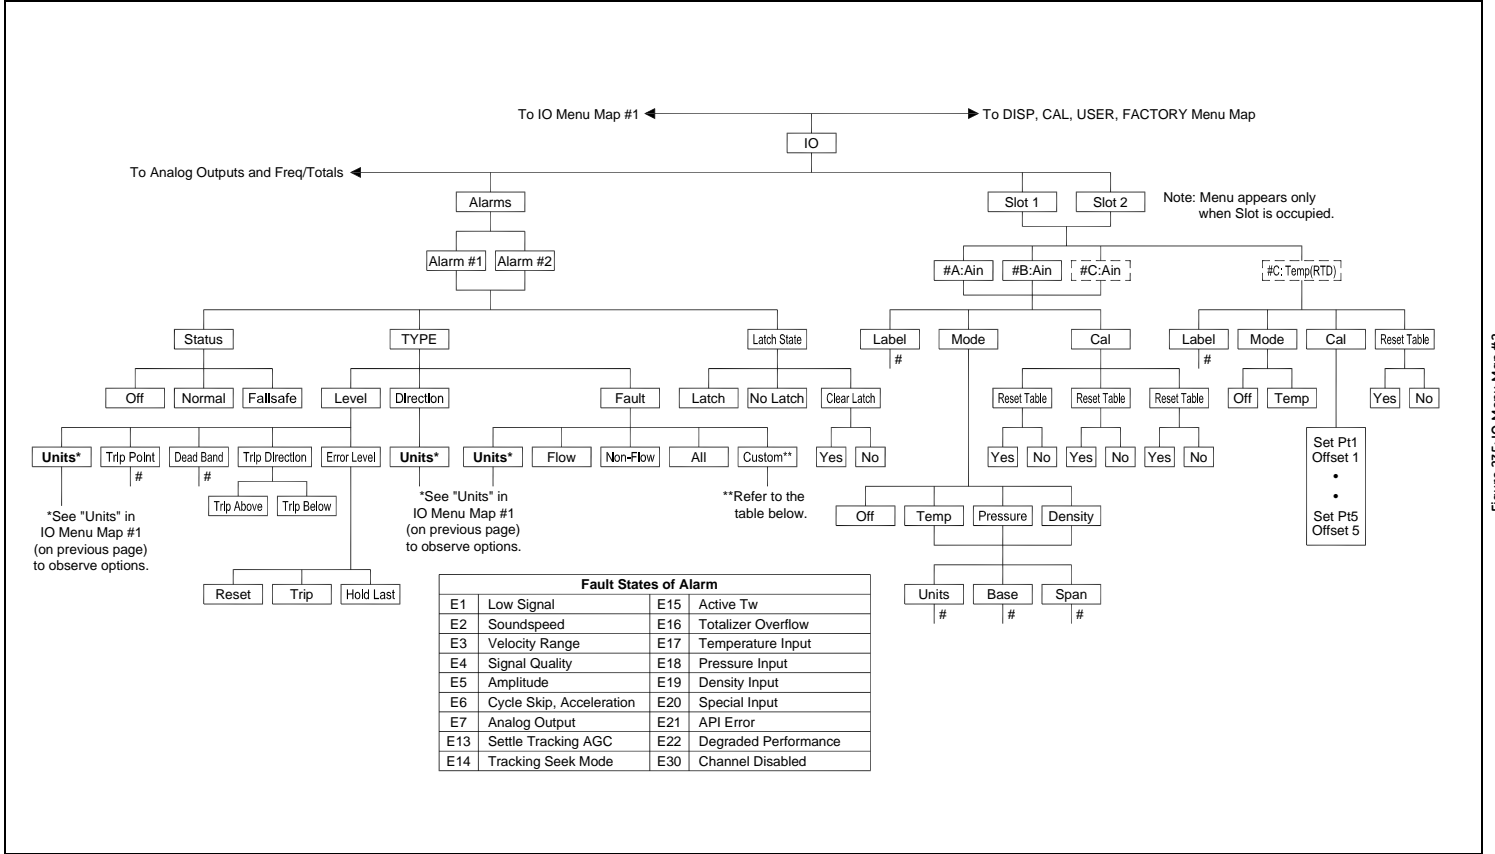 To IO Menu Map #1
To DISP, CAL, USER, FACTORY Menu Map
IO
To Analog Outputs and Freq/Totals
Alarms
Slot 1
Slot 2
Note: Menu appears only
when Slot is occupied.
Alarm #1
Alarm #2
#A:Ain
#B:Ain
#C:Ain
#C: Temp(RTD)
Status
TYPE
Latch State
Label
Mode
Cal
Label
Mode
Cal
Reset Table
#
#
Off
Normal
Failsafe
Level
Direction
Fault
Latch
No Latch
Clear Latch
Reset Table
Reset Table
Reset Table
Off
Temp
Yes
No
Units*
Trip Point
Dead Band
Trip Direction
Error Level
Units*
Units*
Flow
Non-Flow
All
Custom**
Yes
No
Yes
No
Yes
No
Yes
No
Set Pt1
Offset 1
•
•
Set Pt5
Offset 5
#
#
Trip Above
Trip Below
*See "Units" in
IO Menu Map #1
(on previous page)
to observe options.
*See "Units" in
IO Menu Map #1
(on previous page)
to observe options.
**Refer to the
table below.
Off
Temp
Pressure
Density
Reset
Trip
Hold Last
Units
Base
Span
#
#
#
Fault States of Alarm
E1 Low Signal E15 Active Tw
E2 Soundspeed E16 Totalizer Overflow
E3 Velocity Range E17 Temperature Input
E4 Signal Quality E18 Pressure Input
E5 Amplitude E19 Density Input
E6 Cycle Skip, Acceleration E20 Special Input
E7 Analog Output E21 API Error
E13 Settle Tracking AGC E22 Degraded Performance
E14 Tracking Seek Mode E30 Channel Disabled